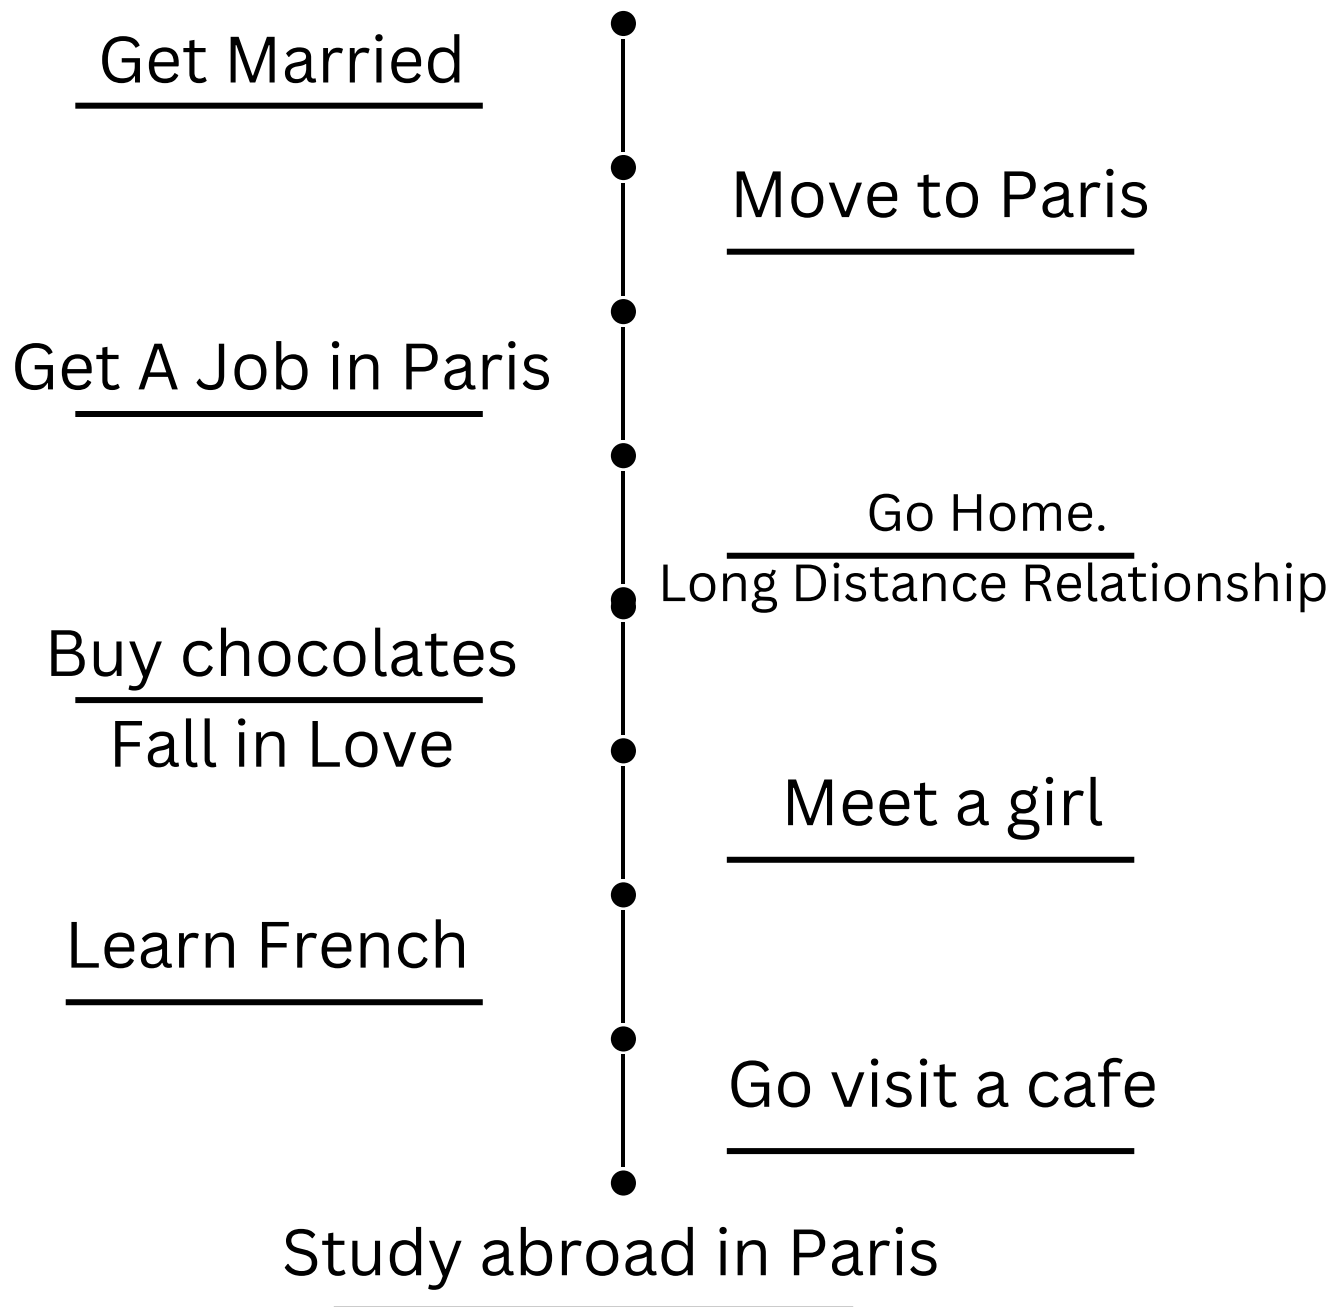 Get Married
Move to Paris
Get A Job in Paris
Go Home.
Long Distance Relationship
Buy chocolates
Fall in Love
Meet a girl
Learn French
Go visit a cafe
Study abroad in Paris